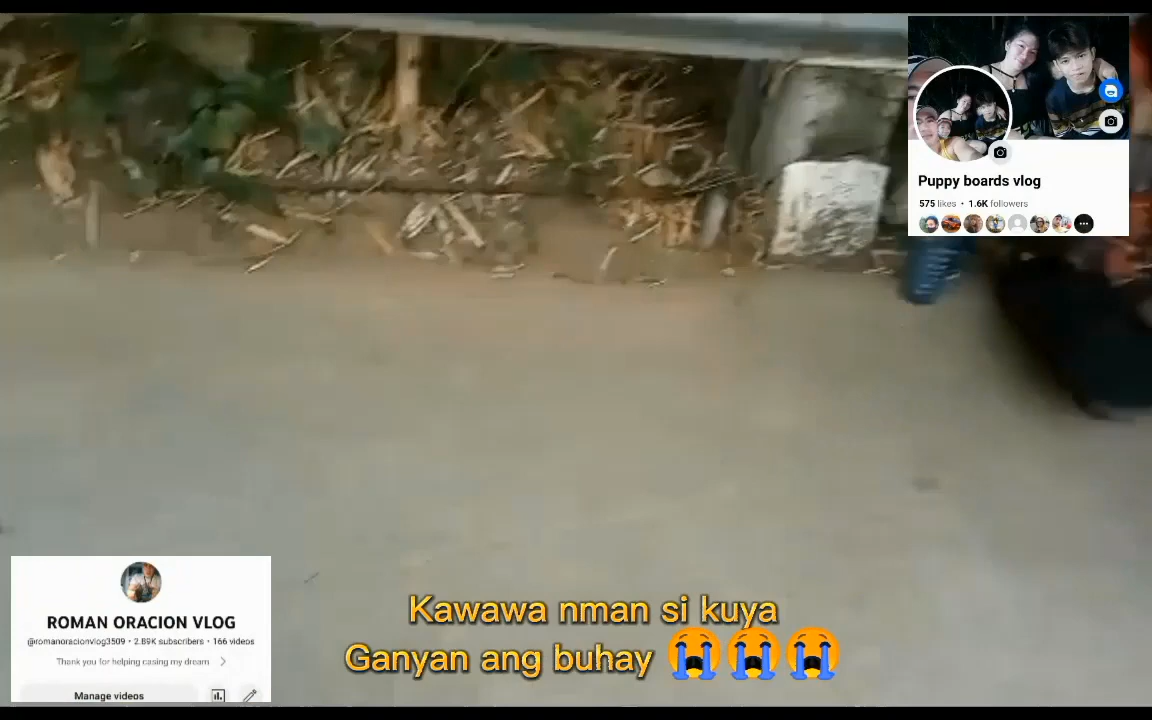 Puppy boards vlog
575 likes • 1.6K followers
ROMAN ORACION VLOG
@romanoracionvlog3509 • 2.89K subscribers • 166 videos
Thank you for helping casing my dream >
Manage videos
Kawawa nman si kuya
Ganyan ang buhay 😭😭😭